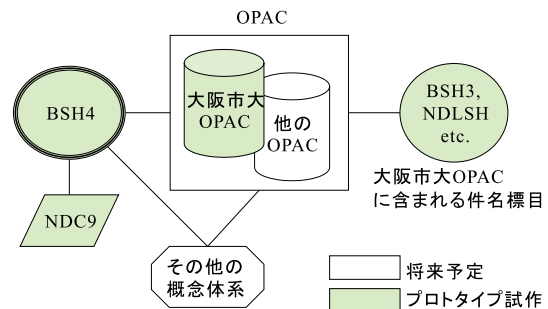 OPAC
大阪市大
OPAC
他の
OPAC
BSH4
BSH3,
NDLSH
etc.
大阪市大OPAC
に含まれる件名標目
NDC9
その他の
概念体系
将来予定
プロトタイプ試作